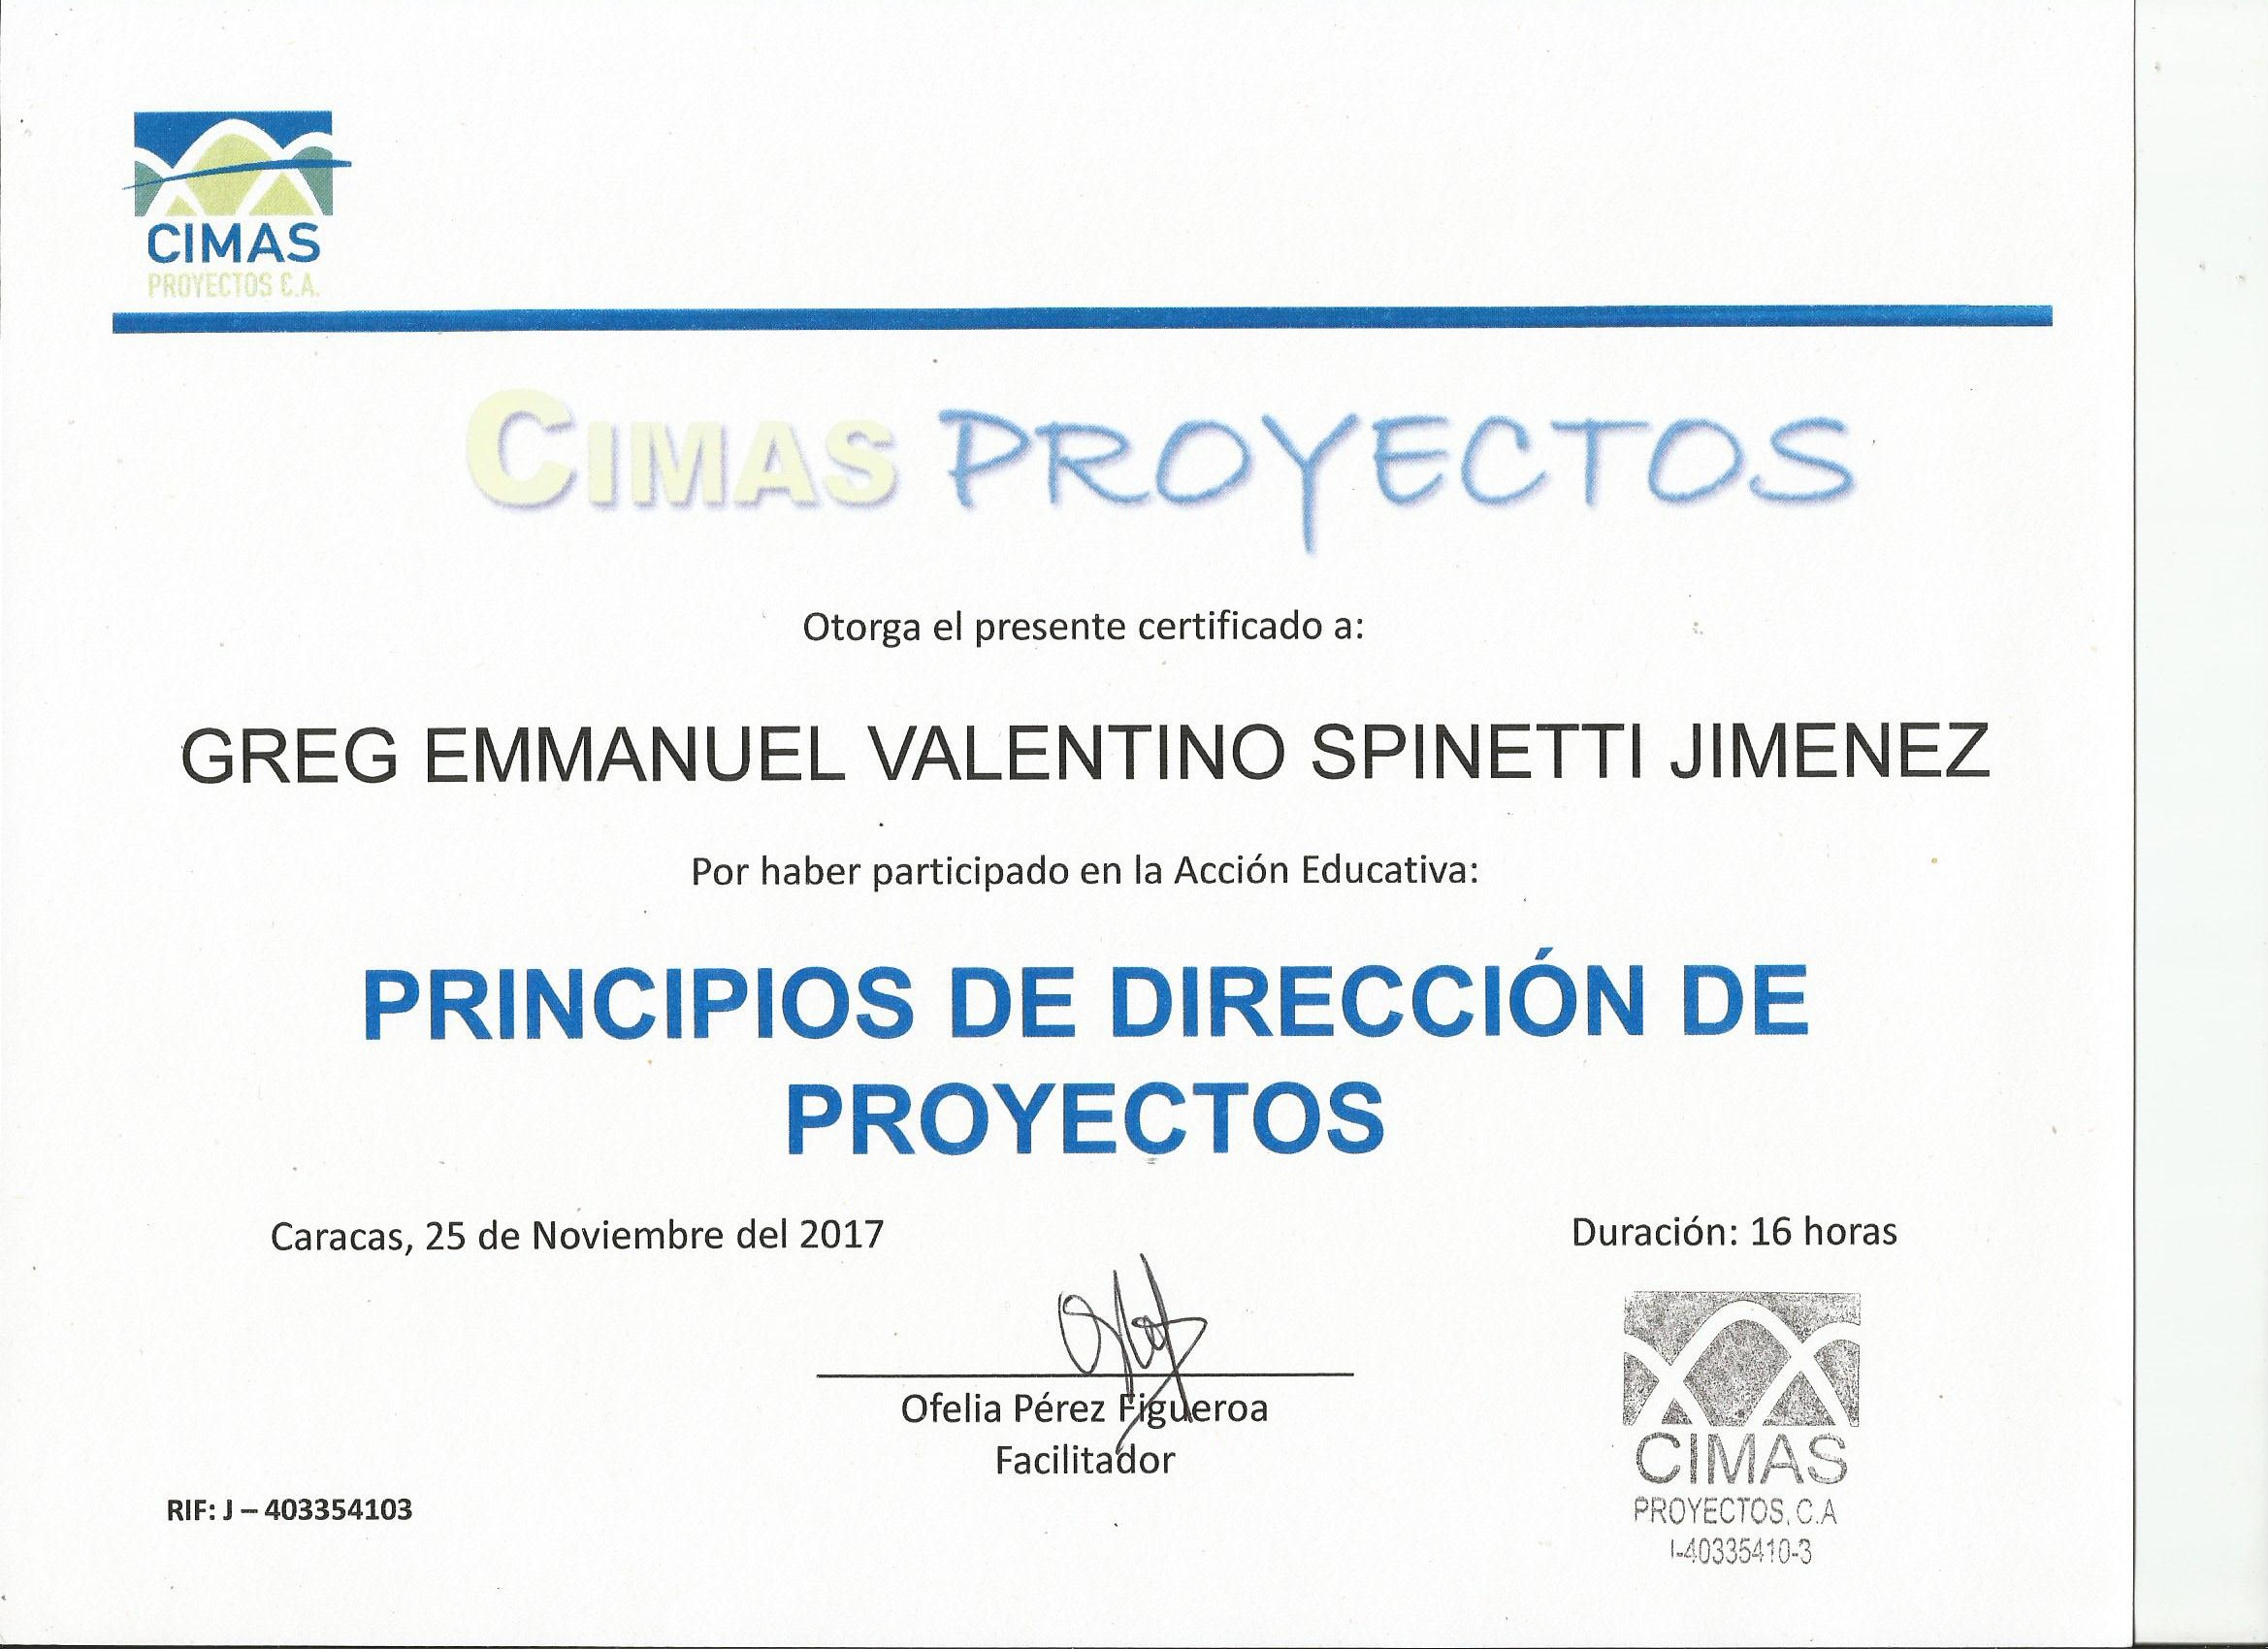 CIMAS
PROYECTOS C.A.
CIMAS PROYECTOS
Otorga el presente certificado a:
GREG EMMANUEL VALENTINO SPINETTI JIMENEZ
Por haber participado en la Acción Educativa:
PRINCIPIOS DE DIRECCIÓN DE
PROYECTOS
Caracas, 25 de Noviembre del 2017
Duración: 16 horas
Ofelia Pérez Figueroa
Facilitador
RIF: J – 403354103
CIMAS
PROYECTOS, C.A
J-40335410-3